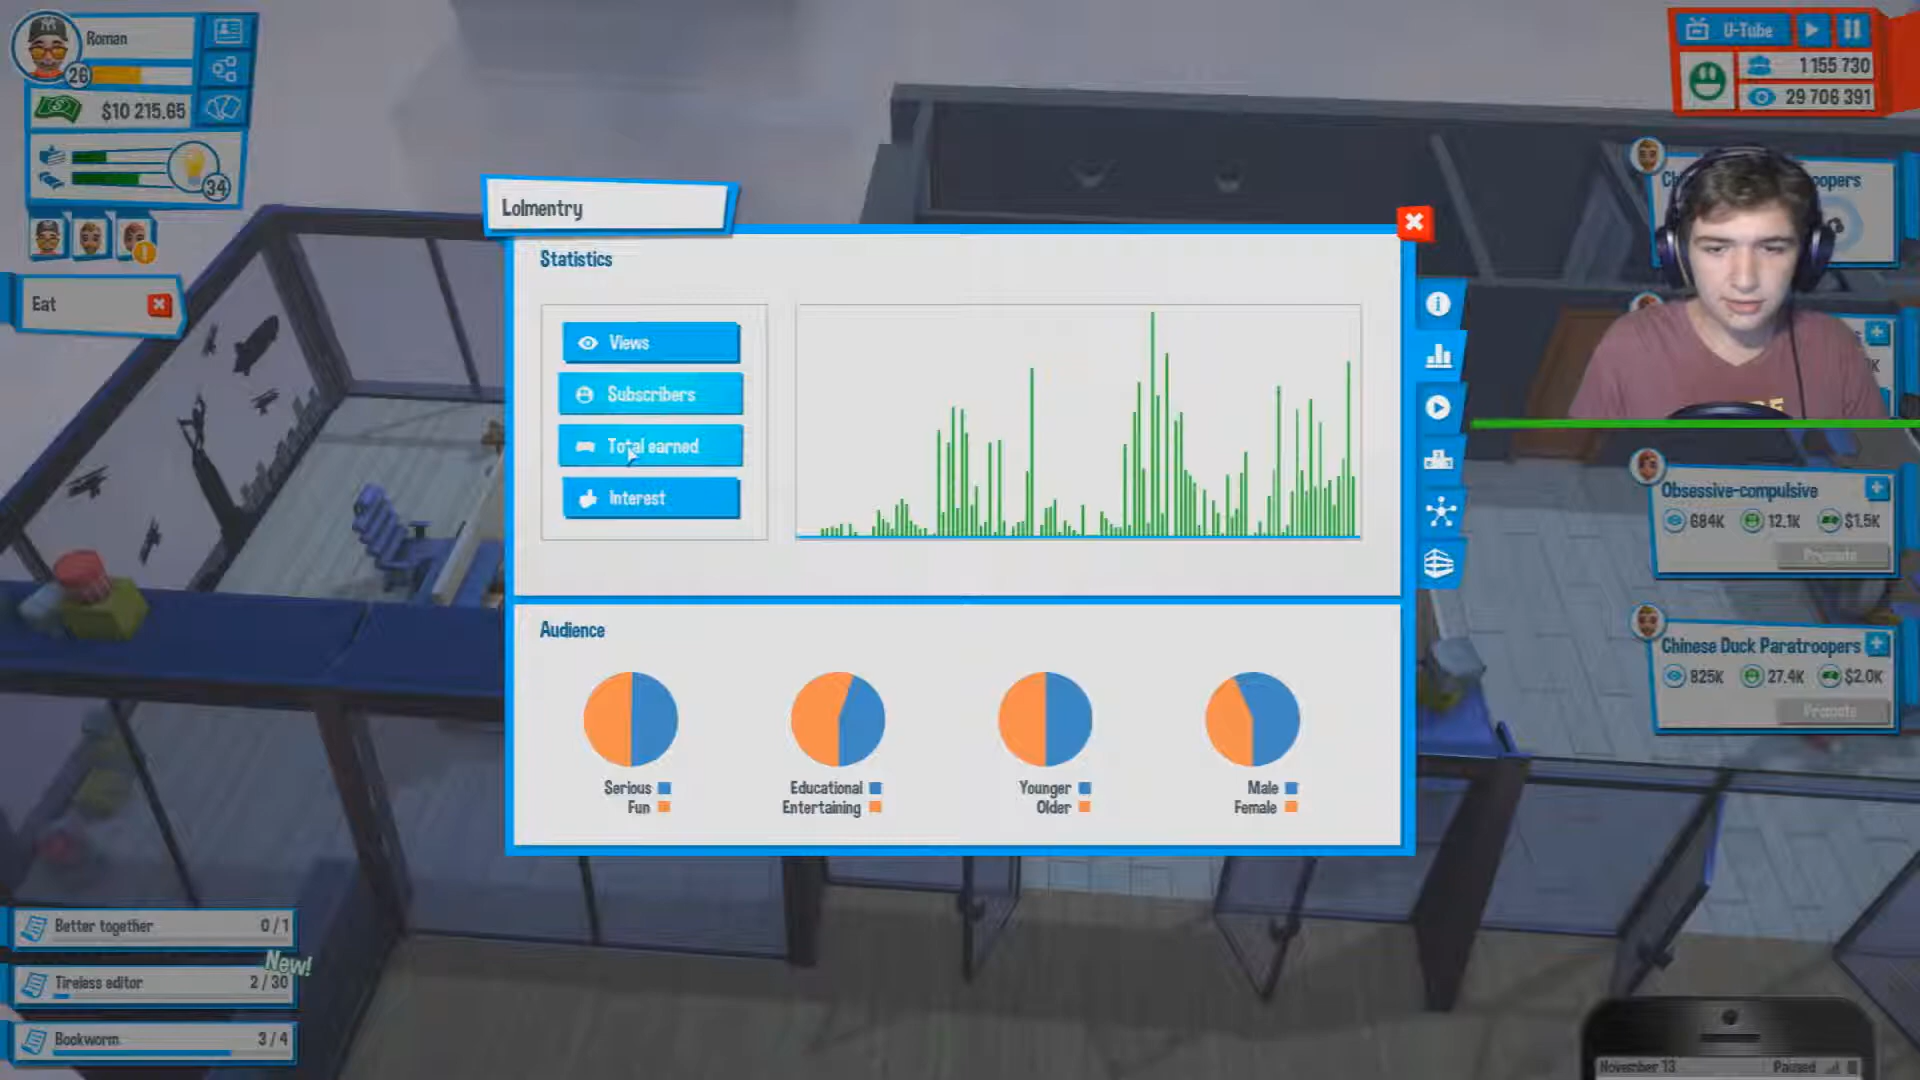 Roman
26
$10 215.65
34
Eat
U-Tube
1 155 730
29 706 391
Lolmentry
Statistics
Views
Subscribers
Total earned
Interest
Audience
Serious
Fun
Educational
Entertaining
Younger
Older
Male
Female
Obsessive-compulsive
684K 12.1K $1.5K
Promote
Chinese Duck Paratroopers
825K 27.4K $2.0K
Promote
Better together 0 / 1
New!
Tireless editor 2 / 30
Bookworm 3 / 4
November 13 Paused